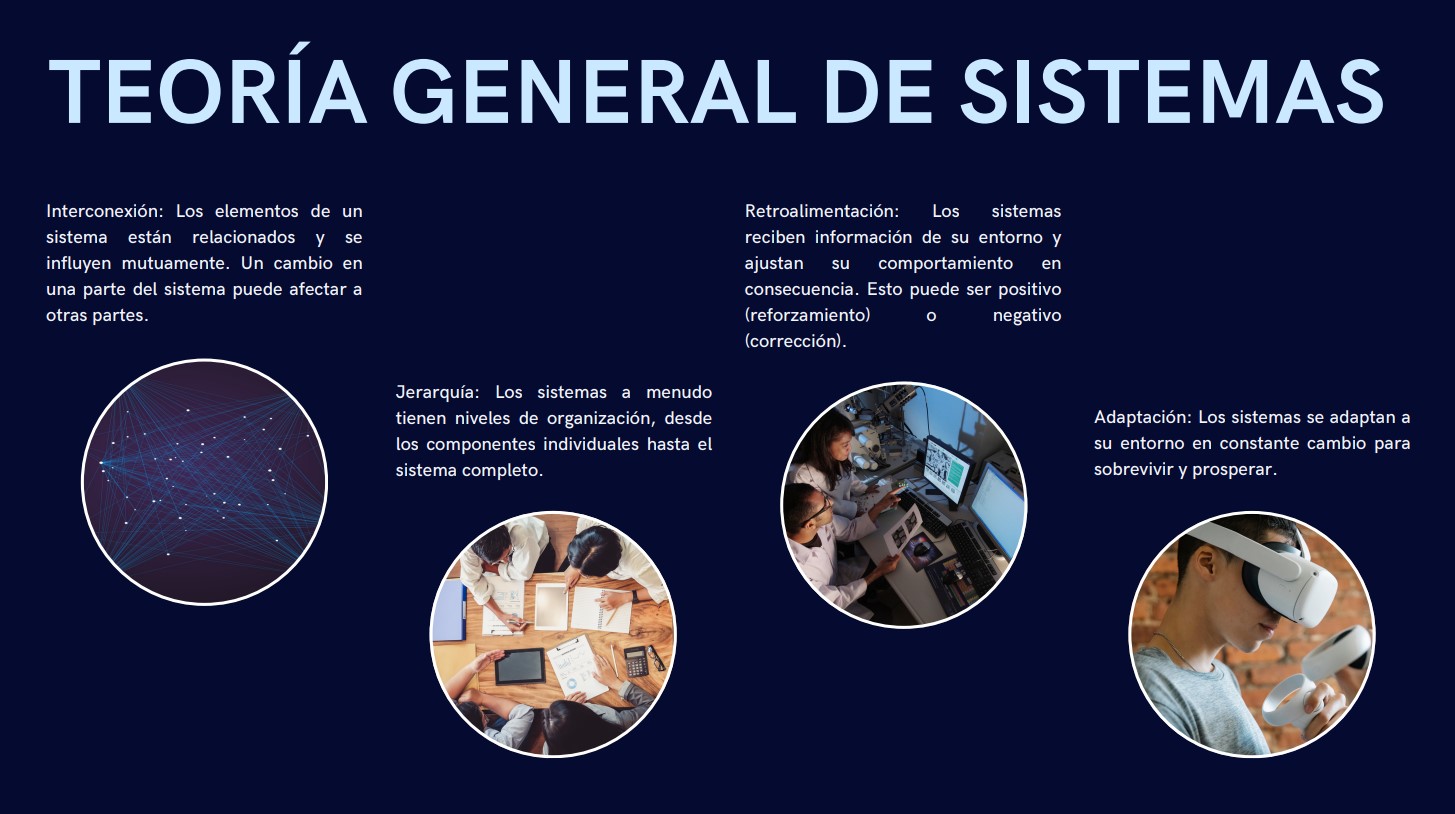 TEORÍA GENERAL DE SISTEMAS
Interconexión: Los elementos de un
sistema están relacionados y se
influyen mutuamente. Un cambio en
una parte del sistema puede afectar a
otras partes.
Jerarquía: Los sistemas a menudo
tienen niveles de organización, desde
los componentes individuales hasta el
sistema completo.
Retroalimentación: Los sistemas
reciben información de su entorno y
ajustan su comportamiento en
consecuencia. Esto puede ser positivo
(reforzamiento) o negativo
(corrección).
Adaptación: Los sistemas se adaptan a
su entorno en constante cambio para
sobrevivir y prosperar.